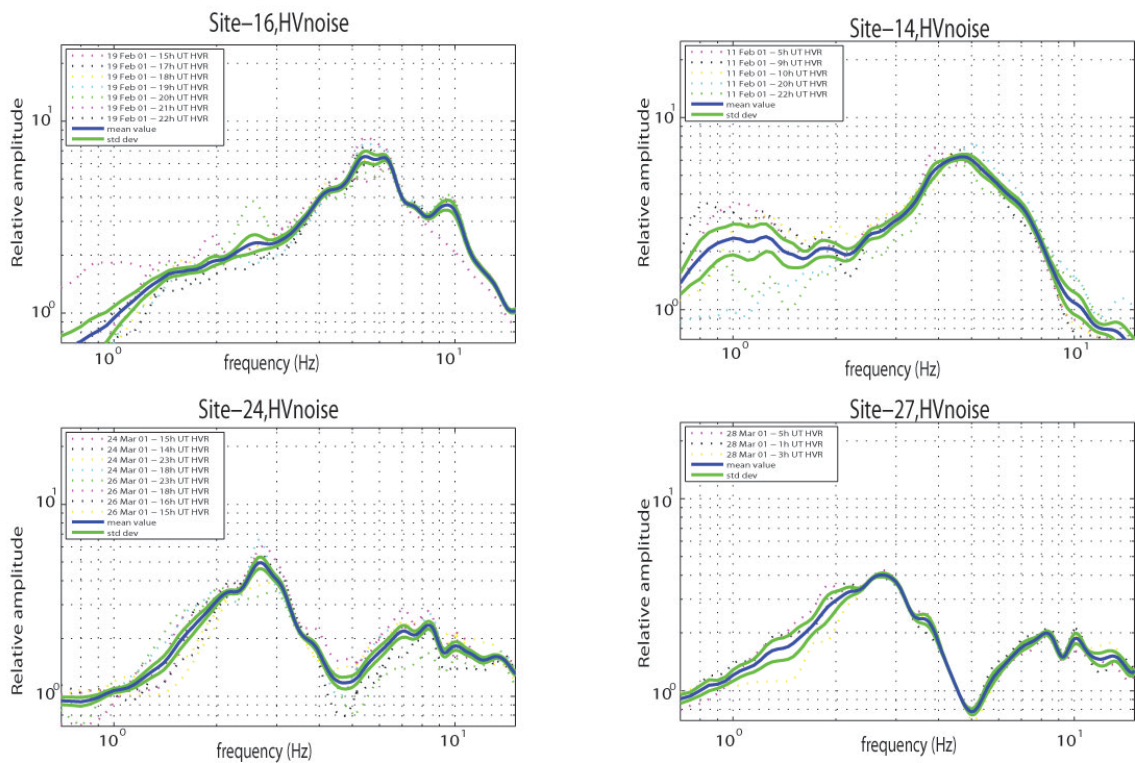 Site–16,HVnoise
19 Feb 01 – 15h UT HVR
19 Feb 01 – 17h UT HVR
19 Feb 01 – 18h UT HVR
19 Feb 01 – 19h UT HVR
19 Feb 01 – 20h UT HVR
19 Feb 01 – 21h UT HVR
19 Feb 01 – 22h UT HVR
mean value
std dev
Relative amplitude
10¹
10⁰
10⁰
10¹
frequency (Hz)
Site–14,HVnoise
11 Feb 01 – 5h UT HVR
11 Feb 01 – 9h UT HVR
11 Feb 01 – 10h UT HVR
11 Feb 01 – 20h UT HVR
11 Feb 01 – 22h UT HVR
mean value
std dev
Relative amplitude
10¹
10⁰
10⁰
10¹
frequency (Hz)
Site–24,HVnoise
24 Mar 01 – 15h UT HVR
24 Mar 01 – 14h UT HVR
24 Mar 01 – 23h UT HVR
24 Mar 01 – 18h UT HVR
26 Mar 01 – 23h UT HVR
26 Mar 01 – 18h UT HVR
26 Mar 01 – 16h UT HVR
26 Mar 01 – 15h UT HVR
mean value
std dev
Relative amplitude
10¹
10⁰
10⁰
10¹
frequency (Hz)
Site–27,HVnoise
28 Mar 01 – 5h UT HVR
28 Mar 01 – 1h UT HVR
28 Mar 01 – 3h UT HVR
mean value
std dev
Relative amplitude
10¹
10⁰
10⁰
10¹
frequency (Hz)